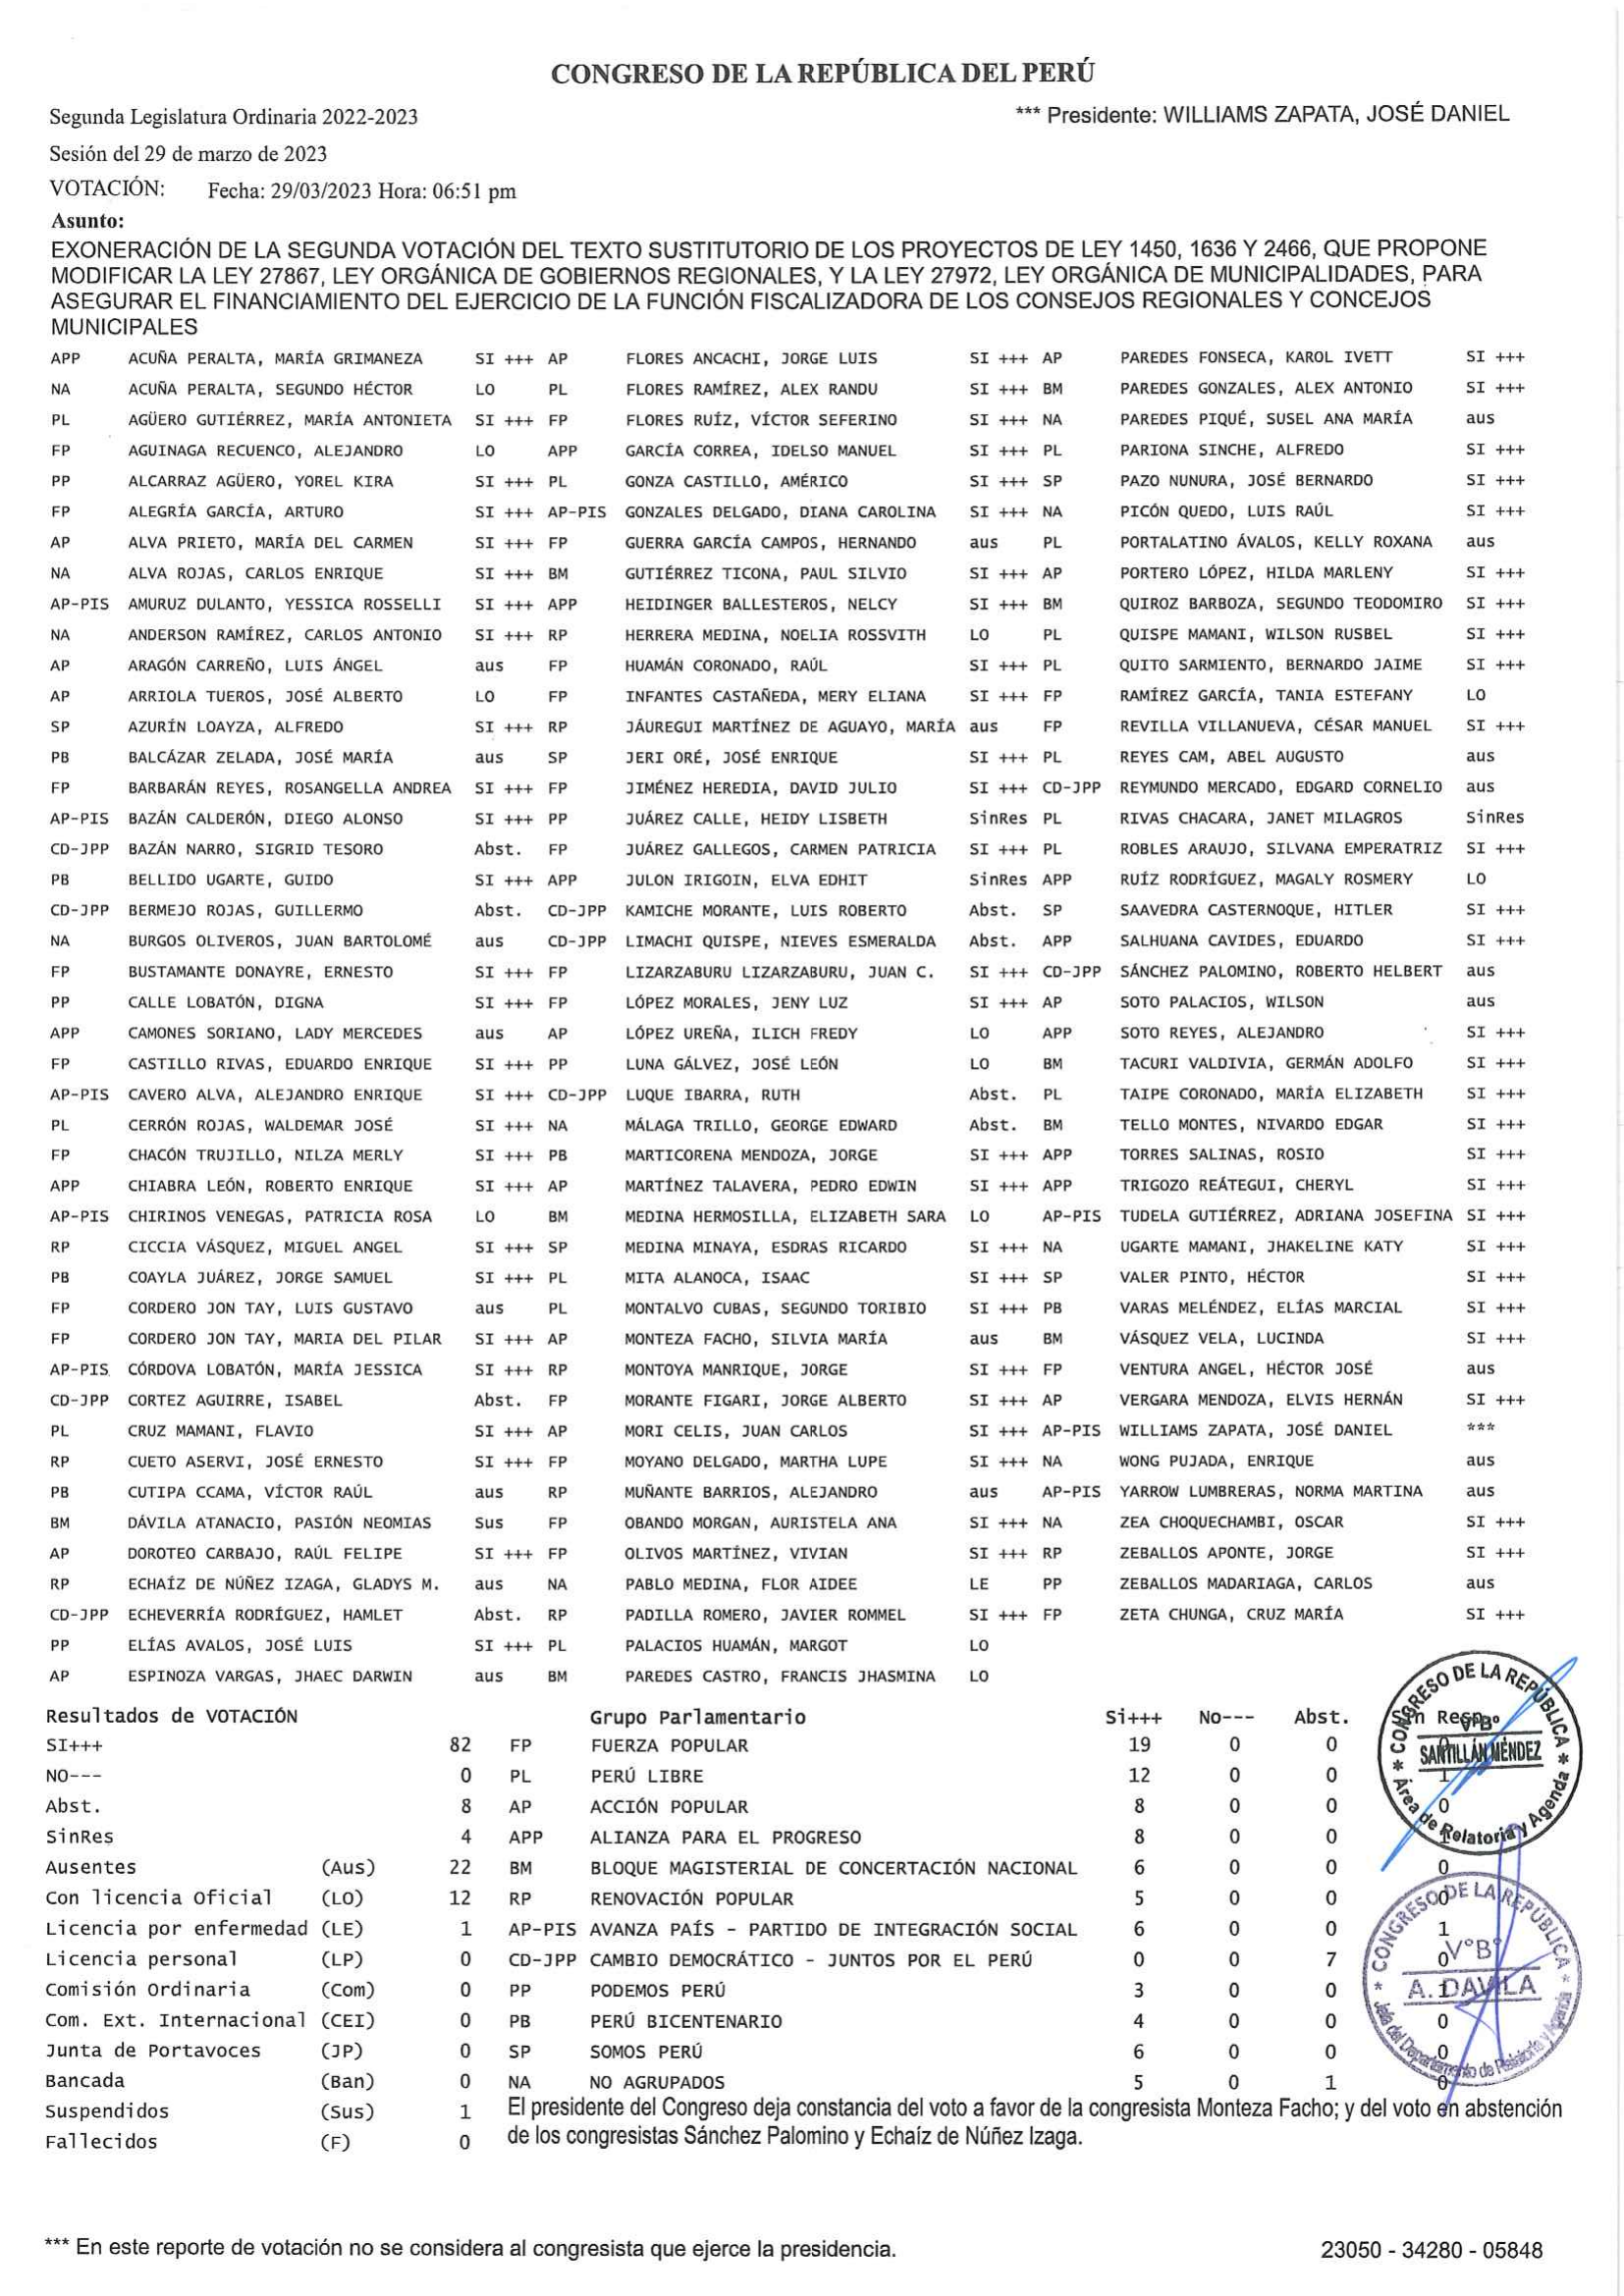 CONGRESO DE LA REPÚBLICA DEL PERÚ
Segunda Legislatura Ordinaria 2022-2023
*** Presidente: WILLIAMS ZAPATA, JOSÉ DANIEL
Sesión del 29 de marzo de 2023
VOTACIÓN: Fecha: 29/03/2023 Hora: 06:51 pm
Asunto:
EXONERACIÓN DE LA SEGUNDA VOTACIÓN DEL TEXTO SUSTITUTORIO DE LOS PROYECTOS DE LEY 1450, 1636 Y 2466, QUE PROPONE
MODIFICAR LA LEY 27867, LEY ORGÁNICA DE GOBIERNOS REGIONALES, Y LA LEY 27972, LEY ORGÁNICA DE MUNICIPALIDADES, PARA
ASEGURAR EL FINANCIAMIENTO DEL EJERCICIO DE LA FUNCIÓN FISCALIZADORA DE LOS CONSEJOS REGIONALES Y CONCEJOS
MUNICIPALES
APP ACUÑA PERALTA, MARÍA GRIMANEZA SI +++ AP FLORES ANCACHI, JORGE LUIS SI +++ AP PAREDES FONSECA, KAROL IVETT SI +++
NA ACUÑA PERALTA, SEGUNDO HÉCTOR LO PL FLORES RAMÍREZ, ALEX RANDU SI +++ BM PAREDES GONZALES, ALEX ANTONIO SI +++
PL AGÜERO GUTIÉRREZ, MARÍA ANTONIETA SI +++ FP FLORES RUÍZ, VÍCTOR SEFERINO SI +++ NA PAREDES PIQUÉ, SUSEL ANA MARÍA aus
FP AGUINAGA RECUENCO, ALEJANDRO LO APP GARCÍA CORREA, IDELSO MANUEL SI +++ PL PARIONA SINCHE, ALFREDO SI +++
PP ALCARRAZ AGÜERO, YOREL KIRA SI +++ PL GONZA CASTILLO, AMÉRICO SI +++ SP PAZO NUNURA, JOSÉ BERNARDO SI +++
FP ALEGRÍA GARCÍA, ARTURO SI +++ AP-PIS GONZALES DELGADO, DIANA CAROLINA SI +++ NA PICÓN QUEDO, LUIS RAÚL SI +++
AP ALVA PRIETO, MARÍA DEL CARMEN SI +++ FP GUERRA GARCÍA CAMPOS, HERNANDO aus PL PORTALATINO ÁVALOS, KELLY ROXANA aus
NA ALVA ROJAS, CARLOS ENRIQUE SI +++ BM GUTIÉRREZ TICONA, PAUL SILVIO SI +++ AP PORTERO LÓPEZ, HILDA MARLENY SI +++
AP-PIS AMURUZ DULANTO, YESSICA ROSSELLI SI +++ APP HEIDINGER BALLESTEROS, NELCY SI +++ BM QUIROZ BARBOZA, SEGUNDO TEODOMIRO SI +++
NA ANDERSON RAMÍREZ, CARLOS ANTONIO SI +++ RP HERRERA MEDINA, NOELIA ROSSVITH LO PL QUISPE MAMANI, WILSON RUSBEL SI +++
AP ARAGÓN CARREÑO, LUIS ÁNGEL aus FP HUAMÁN CORONADO, RAÚL SI +++ PL QUITO SARMIENTO, BERNARDO JAIME SI +++
AP ARRIOLA TUEROS, JOSÉ ALBERTO LO FP INFANTES CASTAÑEDA, MERY ELIANA SI +++ FP RAMÍREZ GARCÍA, TANIA ESTEFANY LO
SP AZURÍN LOAYZA, ALFREDO SI +++ RP JÁUREGUI MARTÍNEZ DE AGUAYO, MARÍA aus FP REVILLA VILLANUEVA, CÉSAR MANUEL SI +++
PB BALCÁZAR ZELADA, JOSÉ MARÍA aus SP JERI ORÉ, JOSÉ ENRIQUE SI +++ PL REYES CAM, ABEL AUGUSTO aus
FP BARBARÁN REYES, ROSANGELLA ANDREA SI +++ FP JIMÉNEZ HEREDIA, DAVID JULIO SI +++ CD-JPP REYMUNDO MERCADO, EDGARD CORNELIO aus
AP-PIS BAZÁN CALDERÓN, DIEGO ALONSO SI +++ PP JUÁREZ CALLE, HEIDY LISBETH SinRes PL RIVAS CHACARA, JANET MILAGROS SinRes
CD-JPP BAZÁN NARRO, SIGRID TESORO Abst. FP JUÁREZ GALLEGOS, CARMEN PATRICIA SI +++ PL ROBLES ARAUJO, SILVANA EMPERATRIZ SI +++
PB BELLIDO UGARTE, GUIDO SI +++ APP JULON IRIGOIN, ELVA EDHIT SinRes APP RUÍZ RODRÍGUEZ, MAGALY ROSMERY LO
CD-JPP BERMEJO ROJAS, GUILLERMO Abst. CD-JPP KAMICHE MORANTE, LUIS ROBERTO Abst. SP SAAVEDRA CASTERNOQUE, HITLER SI +++
NA BURGOS OLIVEROS, JUAN BARTOLOMÉ aus CD-JPP LIMACHI QUISPE, NIEVES ESMERALDA Abst. APP SALHUANA CAVIDES, EDUARDO SI +++
FP BUSTAMANTE DONAYRE, ERNESTO SI +++ FP LIZARZABURU LIZARZABURU, JUAN C. SI +++ CD-JPP SÁNCHEZ PALOMINO, ROBERTO HELBERT aus
PP CALLE LOBATÓN, DIGNA SI +++ FP LÓPEZ MORALES, JENY LUZ SI +++ AP SOTO PALACIOS, WILSON aus
APP CAMONES SORIANO, LADY MERCEDES aus AP LÓPEZ UREÑA, ILICH FREDY LO APP SOTO REYES, ALEJANDRO SI +++
FP CASTILLO RIVAS, EDUARDO ENRIQUE SI +++ PP LUNA GÁLVEZ, JOSÉ LEÓN LO BM TACURI VALDIVIA, GERMÁN ADOLFO SI +++
AP-PIS CAVERO ALVA, ALEJANDRO ENRIQUE SI +++ CD-JPP LUQUE IBARRA, RUTH Abst. PL TAIPE CORONADO, MARÍA ELIZABETH SI +++
PL CERRÓN ROJAS, WALDEMAR JOSÉ SI +++ NA MÁLAGA TRILLO, GEORGE EDWARD Abst. BM TELLO MONTES, NIVARDO EDGAR SI +++
FP CHACÓN TRUJILLO, NILZA MERLY SI +++ PB MARTICORENA MENDOZA, JORGE SI +++ APP TORRES SALINAS, ROSIO SI +++
APP CHIABRA LEÓN, ROBERTO ENRIQUE SI +++ AP MARTÍNEZ TALAVERA, PEDRO EDWIN SI +++ APP TRIGOZO REÁTEGUI, CHERYL SI +++
AP-PIS CHIRINOS VENEGAS, PATRICIA ROSA LO BM MEDINA HERMOSILLA, ELIZABETH SARA LO AP-PIS TUDELA GUTIÉRREZ, ADRIANA JOSEFINA SI +++
RP CICCIA VÁSQUEZ, MIGUEL ANGEL SI +++ SP MEDINA MINAYA, ESDRAS RICARDO SI +++ NA UGARTE MAMANI, JHAKELINE KATY SI +++
PB COAYLA JUÁREZ, JORGE SAMUEL SI +++ PL MITA ALANOCA, ISAAC SI +++ SP VALER PINTO, HÉCTOR SI +++
FP CORDERO JON TAY, LUIS GUSTAVO aus PL MONTALVO CUBAS, SEGUNDO TORIBIO SI +++ PB VARAS MELÉNDEZ, ELÍAS MARCIAL SI +++
FP CORDERO JON TAY, MARIA DEL PILAR SI +++ AP MONTEZA FACHO, SILVIA MARÍA aus BM VÁSQUEZ VELA, LUCINDA SI +++
AP-PIS CÓRDOVA LOBATÓN, MARÍA JESSICA SI +++ RP MONTOYA MANRIQUE, JORGE SI +++ FP VENTURA ANGEL, HÉCTOR JOSÉ aus
CD-JPP CORTEZ AGUIRRE, ISABEL Abst. FP MORANTE FIGARI, JORGE ALBERTO SI +++ AP VERGARA MENDOZA, ELVIS HERNÁN SI +++
PL CRUZ MAMANI, FLAVIO SI +++ AP MORI CELIS, JUAN CARLOS SI +++ AP-PIS WILLIAMS ZAPATA, JOSÉ DANIEL ***
RP CUETO ASERVI, JOSÉ ERNESTO SI +++ FP MOYANO DELGADO, MARTHA LUPE SI +++ NA WONG PUJADA, ENRIQUE aus
PB CUTIPA CCAMA, VÍCTOR RAÚL aus RP MUÑANTE BARRIOS, ALEJANDRO aus AP-PIS YARROW LUMBRERAS, NORMA MARTINA aus
BM DÁVILA ATANACIO, PASIÓN NEOMIAS Sus FP OBANDO MORGAN, AURISTELA ANA SI +++ NA ZEA CHOQUECHAMBI, OSCAR SI +++
AP DOROTEO CARBAJO, RAÚL FELIPE SI +++ FP OLIVOS MARTÍNEZ, VIVIAN SI +++ RP ZEBALLOS APONTE, JORGE SI +++
RP ECHAÍZ DE NÚÑEZ IZAGA, GLADYS M. aus NA PABLO MEDINA, FLOR AIDEE LE PP ZEBALLOS MADARIAGA, CARLOS aus
CD-JPP ECHEVERRÍA RODRÍGUEZ, HAMLET Abst. RP PADILLA ROMERO, JAVIER ROMMEL SI +++ FP ZETA CHUNGA, CRUZ MARÍA SI +++
PP ELÍAS AVALOS, JOSÉ LUIS SI +++ PL PALACIOS HUAMÁN, MARGOT LO
AP ESPINOZA VARGAS, JHAEC DARWIN aus BM PAREDES CASTRO, FRANCIS JHASMINA LO
Resultados de VOTACIÓN Grupo Parlamentario Si+++ No--- Abst. Sin Resp.
SI+++ 82 FP FUERZA POPULAR 19 0 0 0
NO--- 0 PL PERÚ LIBRE 12 0 0 1
Abst. 8 AP ACCIÓN POPULAR 8 0 0 0
SinRes 4 APP ALIANZA PARA EL PROGRESO 8 0 0 1
Ausentes (Aus) 22 BM BLOQUE MAGISTERIAL DE CONCERTACIÓN NACIONAL 6 0 0 0
Con licencia Oficial (LO) 12 RP RENOVACIÓN POPULAR 5 0 0 0
Licencia por enfermedad (LE) 1 AP-PIS AVANZA PAÍS - PARTIDO DE INTEGRACIÓN SOCIAL 6 0 0 1
Licencia personal (LP) 0 CD-JPP CAMBIO DEMOCRÁTICO - JUNTOS POR EL PERÚ 0 0 7 0
Comisión Ordinaria (Com) 0 PP PODEMOS PERÚ 3 0 0 1
Com. Ext. Internacional (CEI) 0 PB PERÚ BICENTENARIO 4 0 0 0
Junta de Portavoces (JP) 0 SP SOMOS PERÚ 6 0 0 0
Bancada (Ban) 0 NA NO AGRUPADOS 5 0 1 0
Suspendidos (Sus) 1
Fallecidos (F) 0
El presidente del Congreso deja constancia del voto a favor de la congresista Monteza Facho; y del voto en abstención
de los congresistas Sánchez Palomino y Echaíz de Núñez Izaga.
* CONGRESO DE LA REPÚBLICA *
V°B°
SANTILLÁN MÉNDEZ
Área de Relatoría y Agenda
* CONGRESO DE LA REPÚBLICA *
V°B°
A. DAVILA
Jefa del Departamento de Relatoría y Agenda
*** En este reporte de votación no se considera al congresista que ejerce la presidencia.
23050 - 34280 - 05848